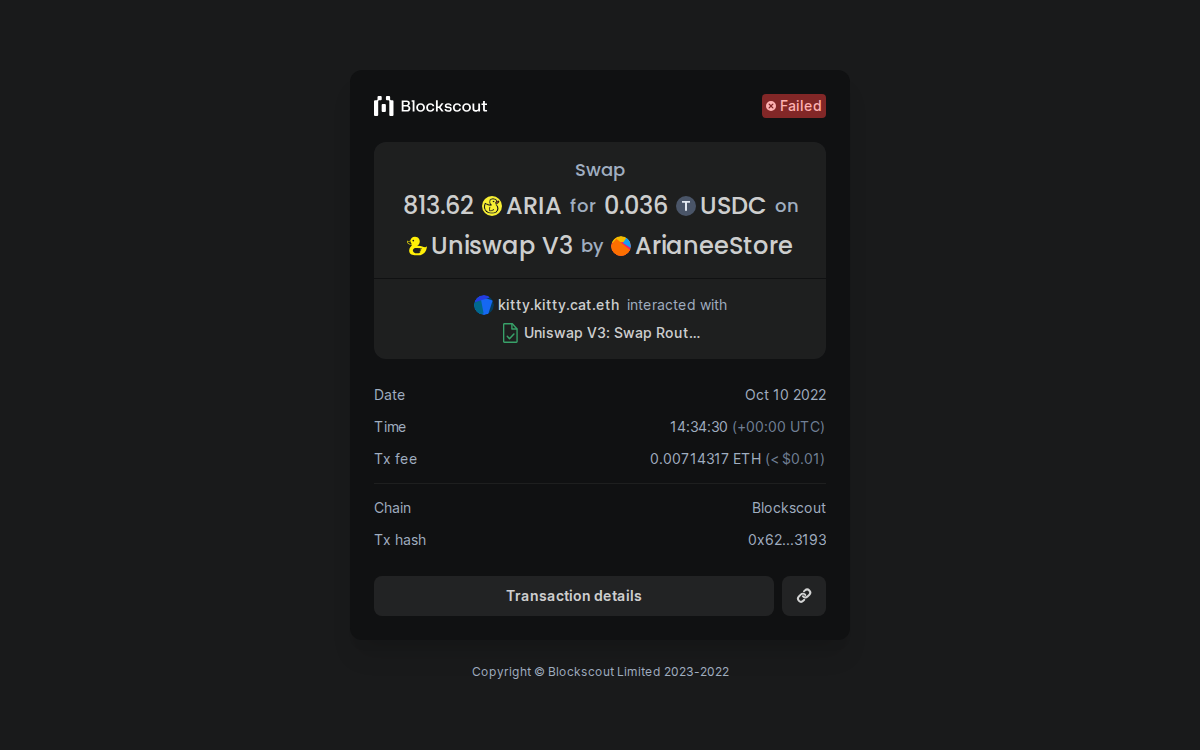 Blockscout
Failed
Swap
813.62 ARIA for 0.036 T USDC on
Uniswap V3 by ArianeeStore
kitty.kitty.cat.eth interacted with
Uniswap V3: Swap Rout...
Date Oct 10 2022
Time 14:34:30 (+00:00 UTC)
Tx fee 0.00714317 ETH (< $0.01)
Chain Blockscout
Tx hash 0x62...3193
Transaction details
Copyright © Blockscout Limited 2023-2022